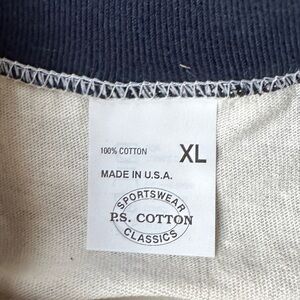 100% COTTON XL
MADE IN U.S.A.
SPORTSWEAR
P.S. COTTON
CLASSICS